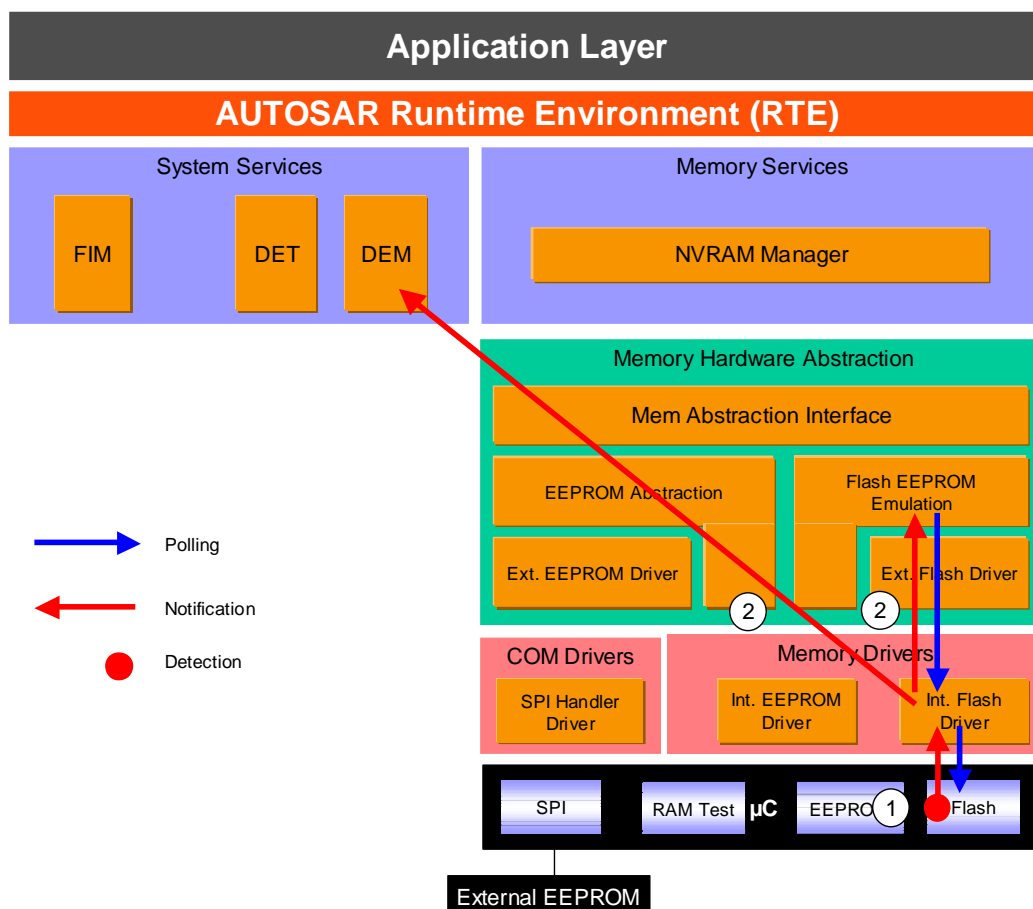 Application Layer
AUTOSAR Runtime Environment (RTE)
System Services
Memory Services
FIM
DET
DEM
NVRAM Manager
Memory Hardware Abstraction
Mem Abstraction Interface
EEPROM Abstraction
Flash EEPROM
Emulation
Ext. EEPROM Driver
Ext. Flash Driver
2
2
Polling
Notification
Detection
COM Drivers
Memory Drivers
SPI Handler
Driver
Int. EEPROM
Driver
Int. Flash
Driver
SPI
RAM Test
µC
EEPRO
1
Flash
External EEPROM